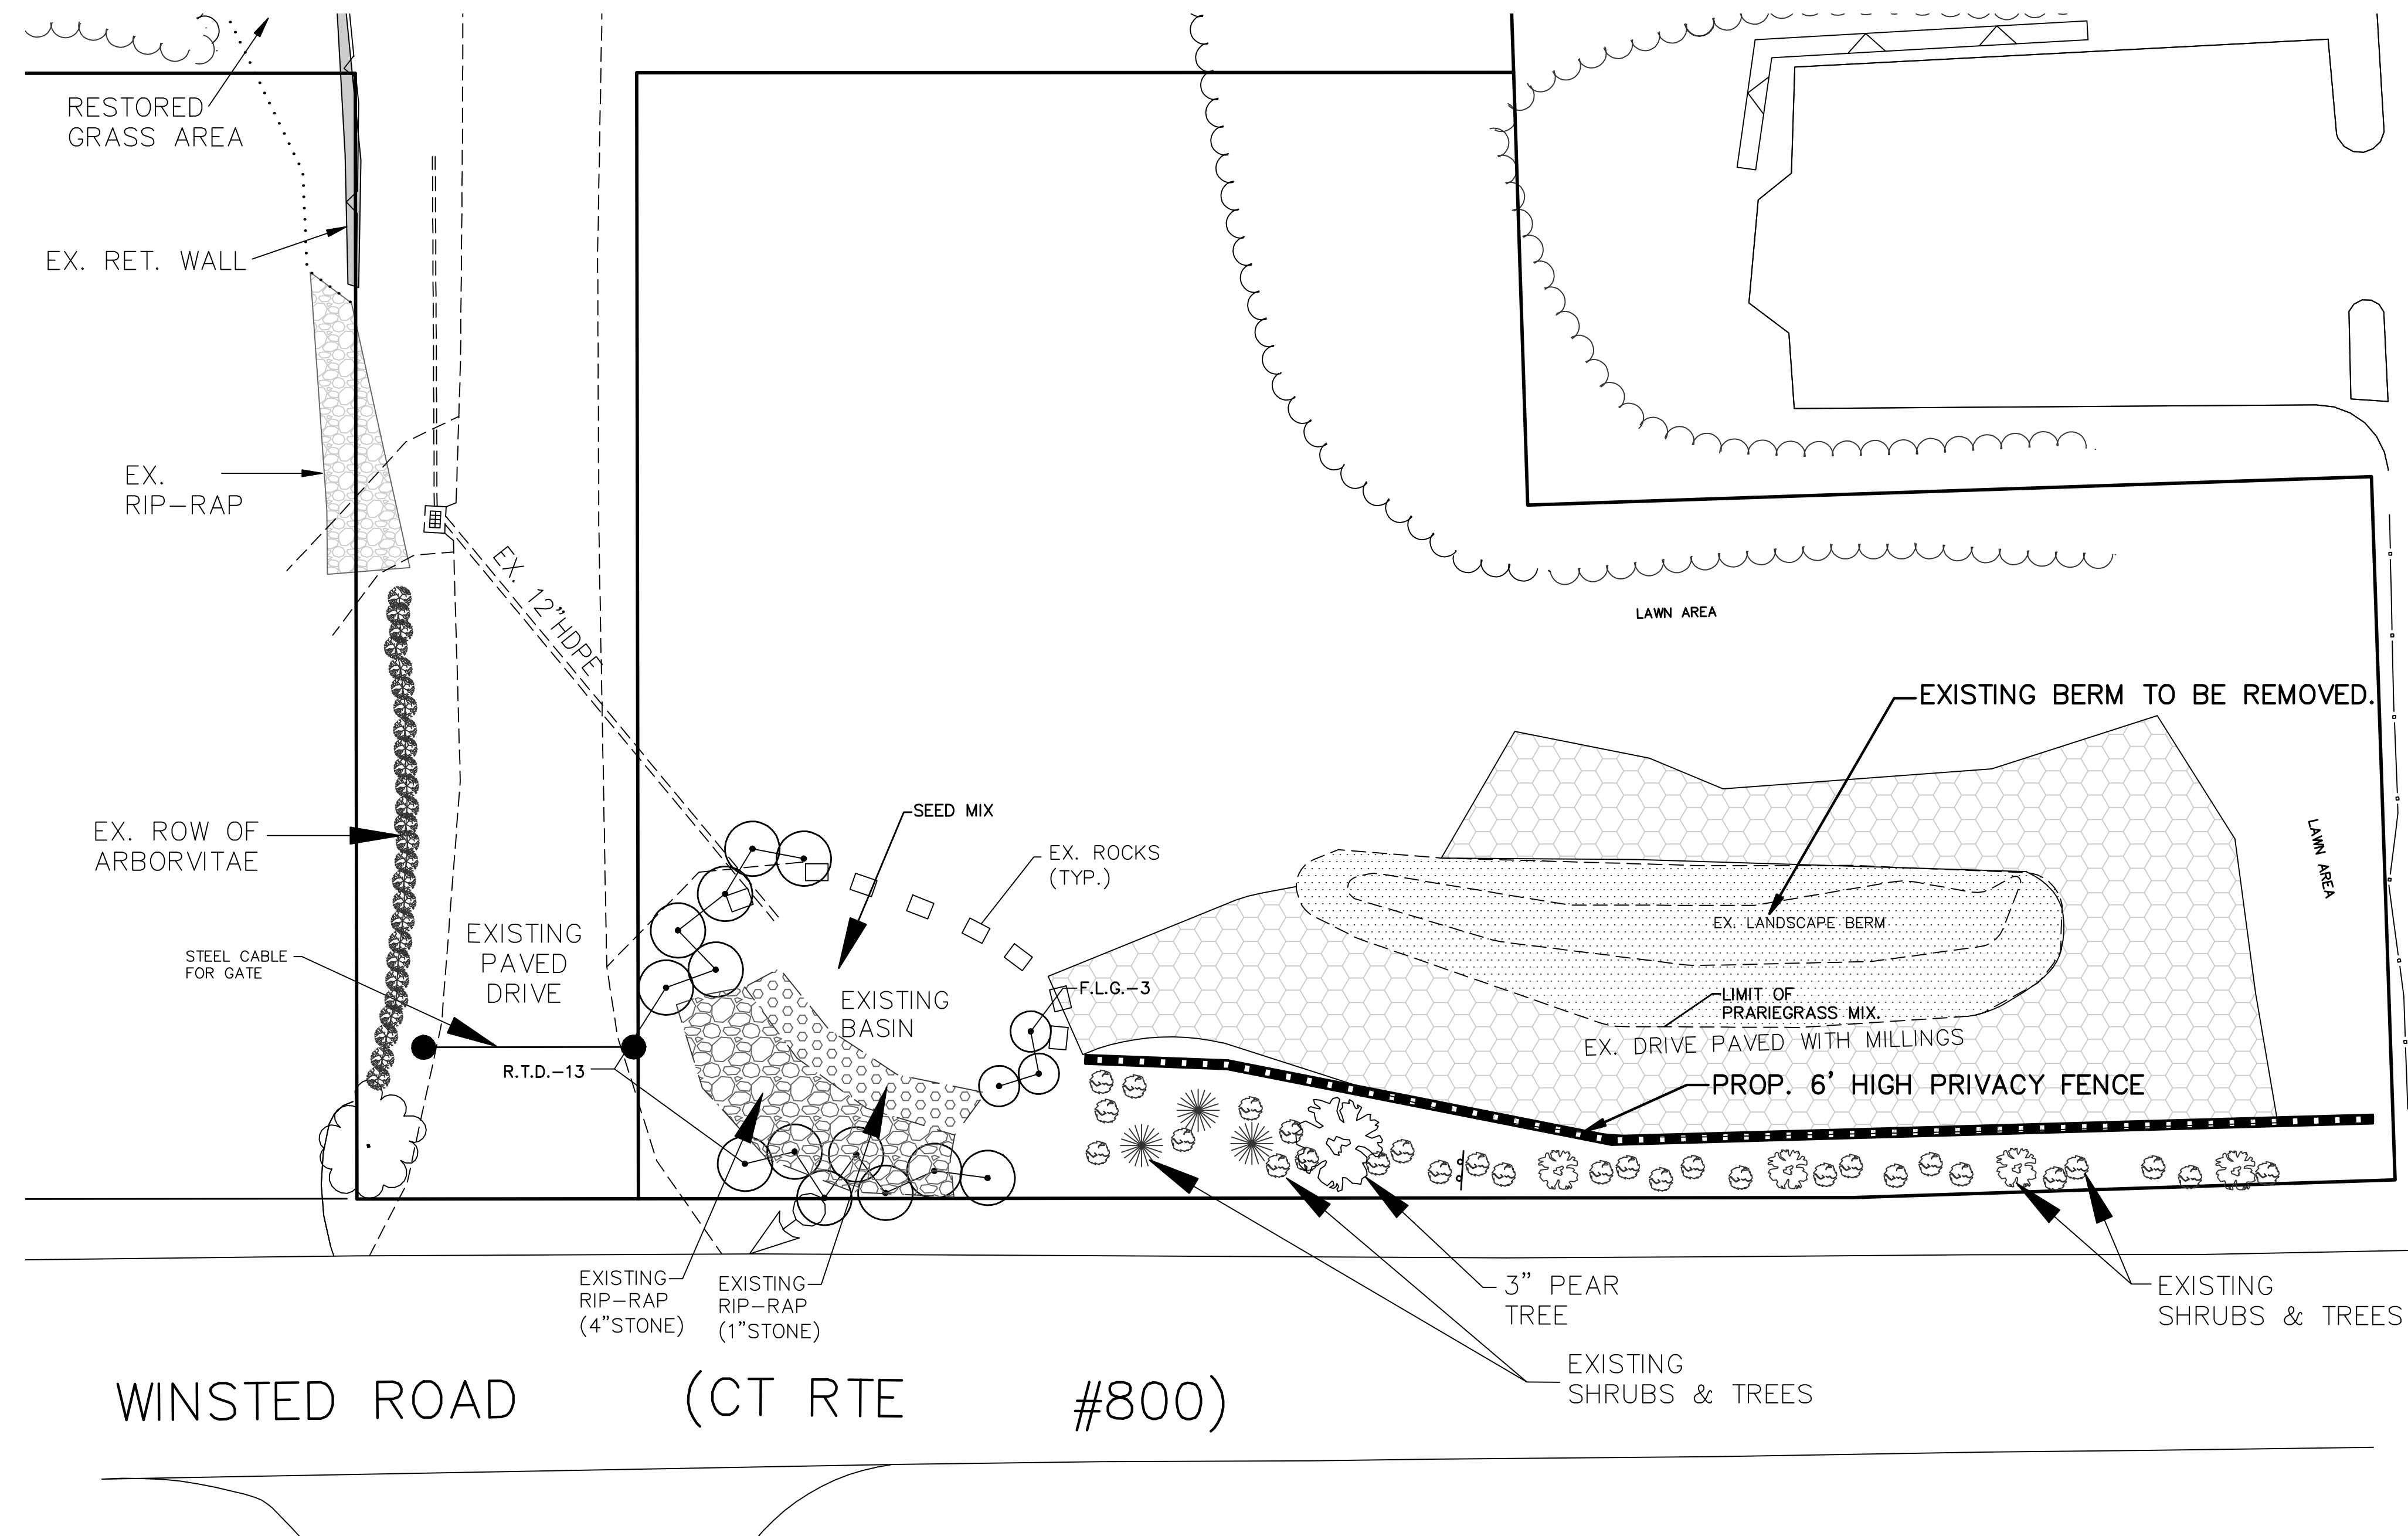 RESTORED
GRASS AREA
EX. RET. WALL
EX.
RIP-RAP
EX. 12"HDPE
LAWN AREA
EXISTING BERM TO BE REMOVED.
SEED MIX
EX. ROCKS
(TYP.)
EX. ROW OF
ARBORVITAE
LAWN AREA
EX. LANDSCAPE BERM
EXISTING
PAVED
DRIVE
STEEL CABLE
FOR GATE
F.L.G.-3
EXISTING
BASIN
LIMIT OF
PRARIEGRASS MIX.
EX. DRIVE PAVED WITH MILLINGS
R.T.D.-13
PROP. 6' HIGH PRIVACY FENCE
EXISTING
RIP-RAP
(4"STONE)
EXISTING
RIP-RAP
(1"STONE)
3" PEAR
TREE
EXISTING
SHRUBS & TREES
EXISTING
SHRUBS & TREES
WINSTED ROAD (CT RTE #800)